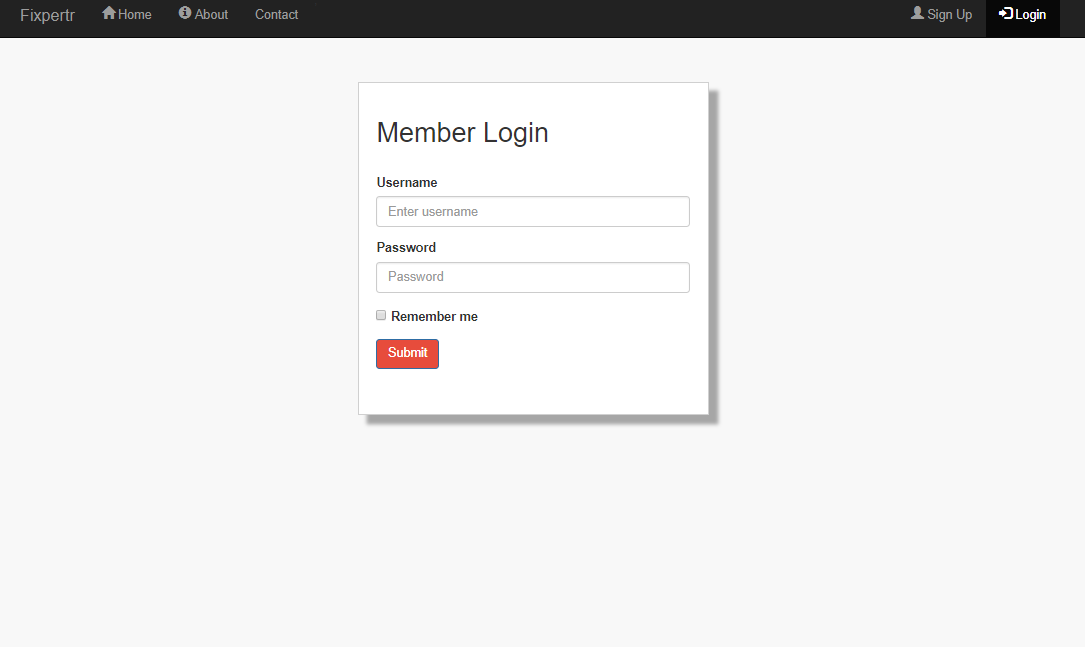 Fixpertr Home About Contact Sign Up Login
Member Login
Username
Enter username
Password
Password
Remember me
Submit